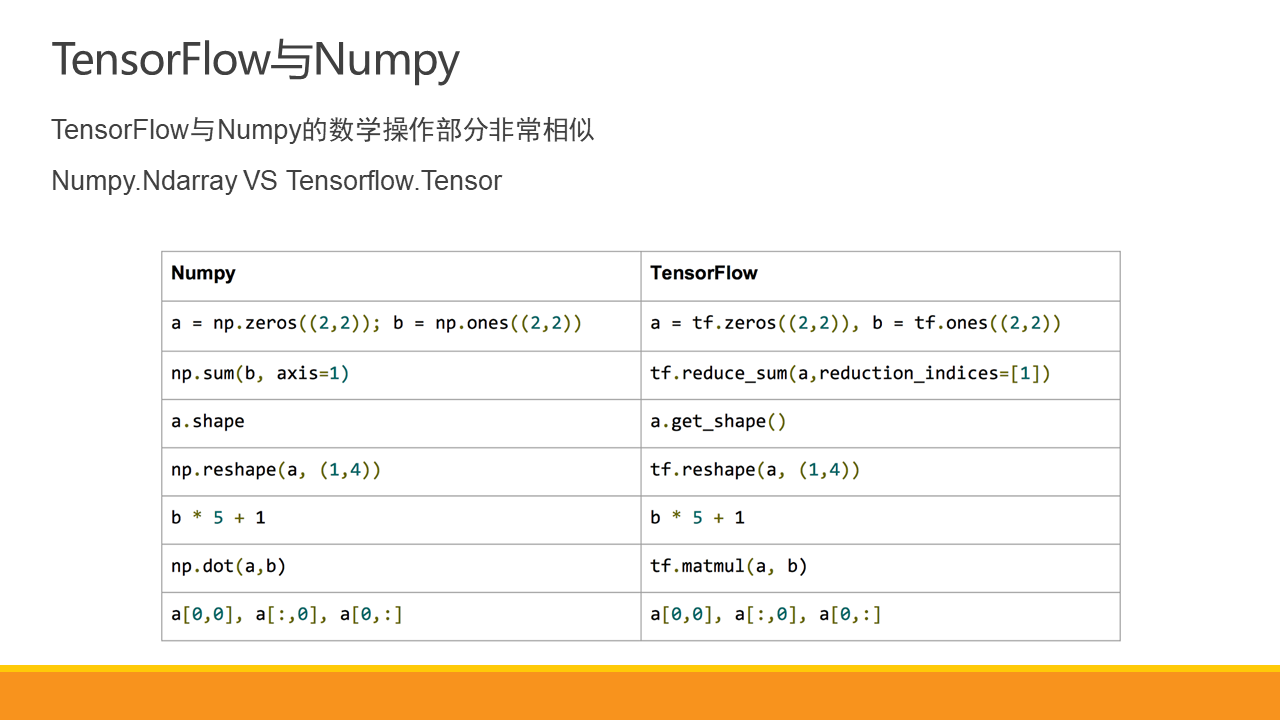 TensorFlow与Numpy
TensorFlow与Numpy的数学操作部分非常相似
Numpy.Ndarray VS Tensorflow.Tensor
Numpy TensorFlow
a = np.zeros((2,2)); b = np.ones((2,2)) a = tf.zeros((2,2)), b = tf.ones((2,2))
np.sum(b, axis=1) tf.reduce_sum(a,reduction_indices=[1])
a.shape a.get_shape()
np.reshape(a, (1,4)) tf.reshape(a, (1,4))
b * 5 + 1 b * 5 + 1
np.dot(a,b) tf.matmul(a, b)
a[0,0], a[:,0], a[0,:] a[0,0], a[:,0], a[0,:]